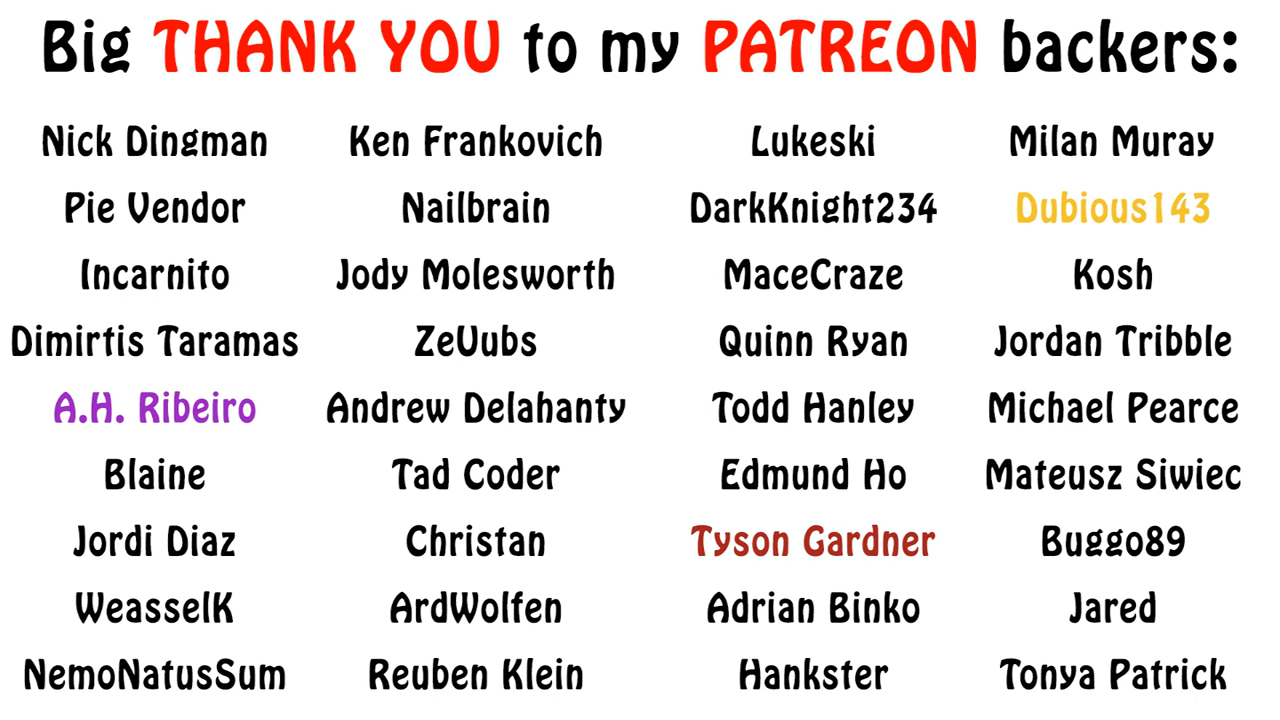 Big THANK YOU to my PATREON backers:
Nick Dingman Ken Frankovich Lukeski Milan Muray
Pie Vendor Nailbrain DarkKnight234 Dubious143
Incarnito Jody Molesworth MaceCraze Kosh
Dimirtis Taramas ZeVubs Quinn Ryan Jordan Tribble
A.H. Ribeiro Andrew Delahanty Todd Hanley Michael Pearce
Blaine Tad Coder Edmund Ho Mateusz Siwiec
Jordi Diaz Christan Tyson Gardner Buggo89
WeasselK ArdWolfen Adrian Binko Jared
NemoNatusSum Reuben Klein Hankster Tonya Patrick